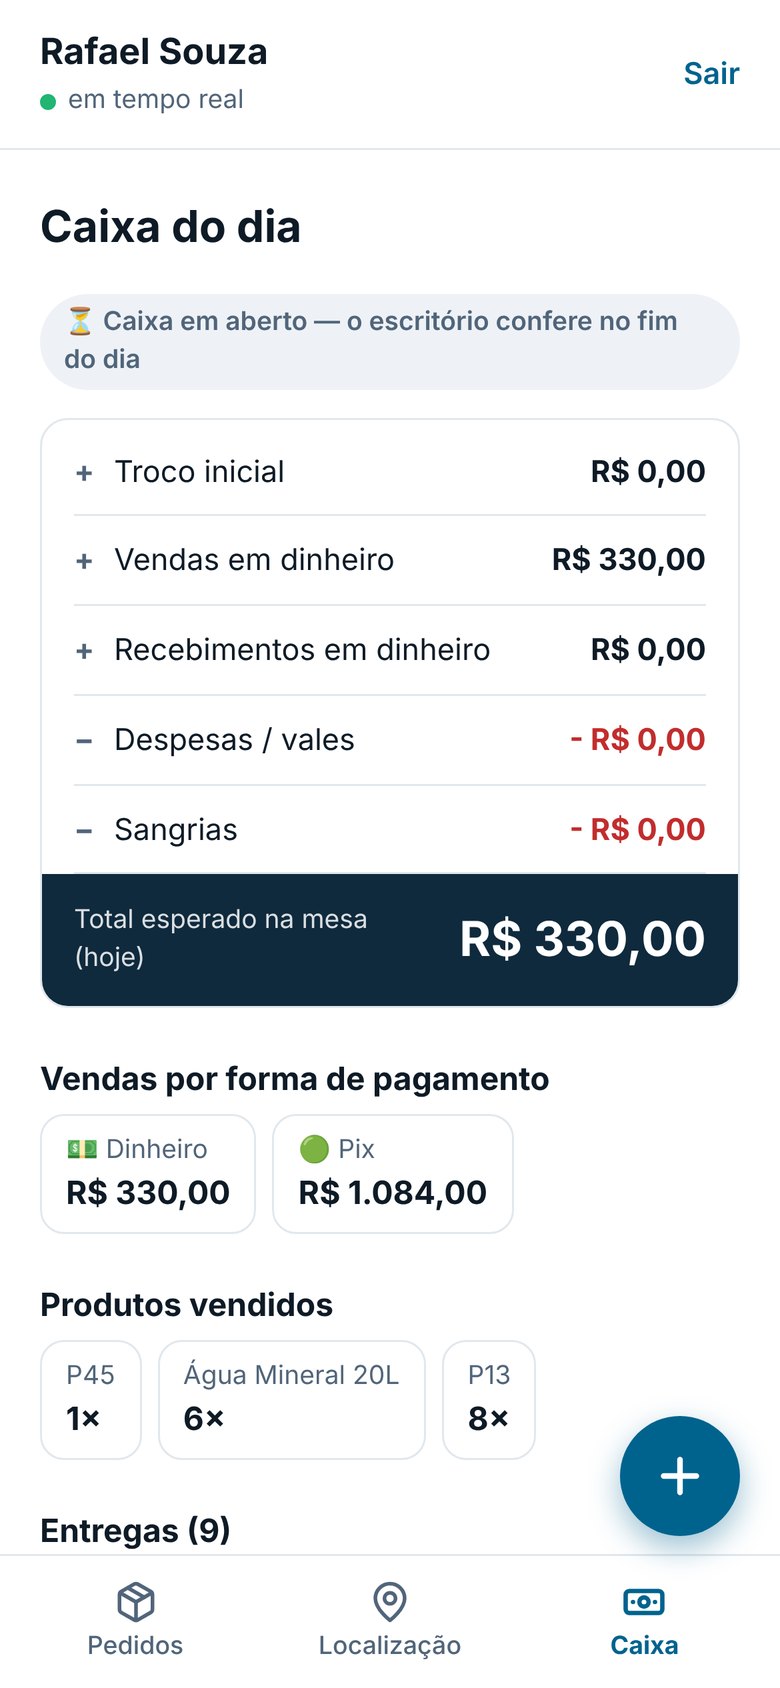 Rafael Souza
em tempo real
Sair
Caixa do dia
⏳ Caixa em aberto — o escritório confere no fim
do dia
+ Troco inicial R$ 0,00
+ Vendas em dinheiro R$ 330,00
+ Recebimentos em dinheiro R$ 0,00
− Despesas / vales - R$ 0,00
− Sangrias - R$ 0,00
Total esperado na mesa
(hoje)
R$ 330,00
Vendas por forma de pagamento
💵 Dinheiro
R$ 330,00
🟢 Pix
R$ 1.084,00
Produtos vendidos
P45
1×
Água Mineral 20L
6×
P13
8×
Entregas (9)
+
Pedidos
Localização
Caixa